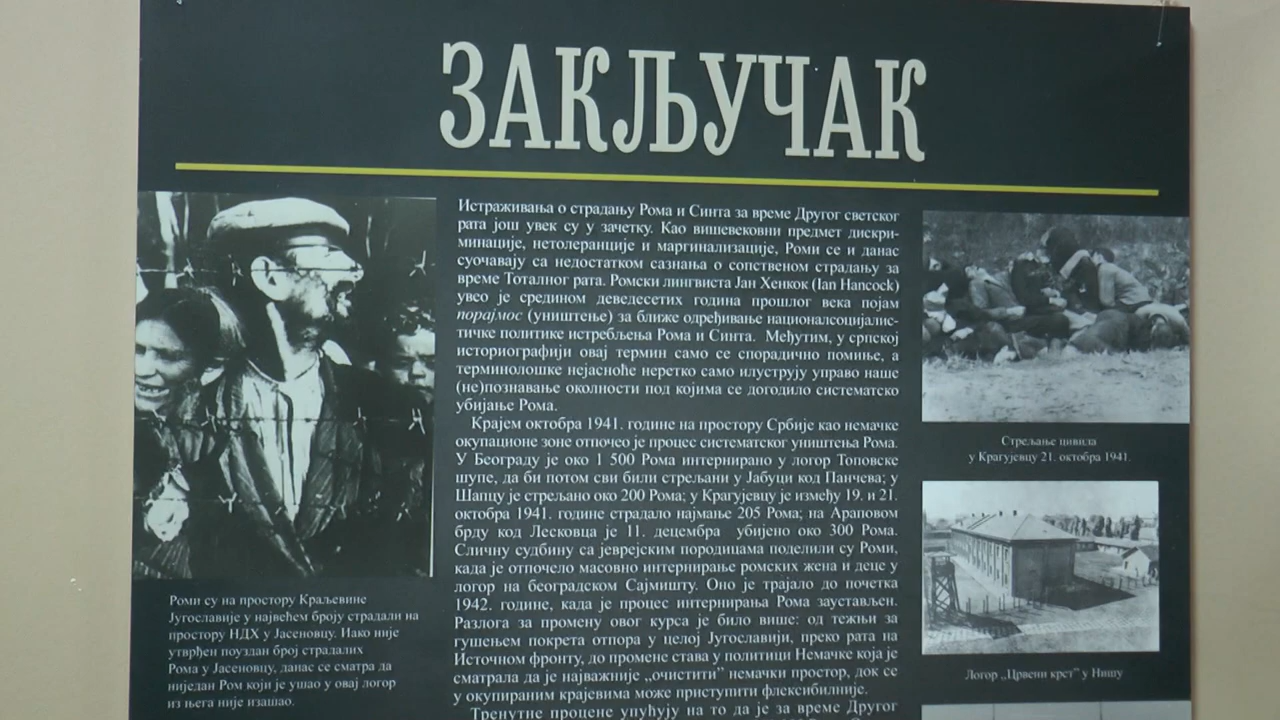 ЗАКЉУЧАК
Истраживања о страдању Рома и Синта за време Другог светског
рата још увек су у зачетку. Као вишевековни предмет дискри-
минације, нетолеранције и маргинализације, Роми се и данас
суочавају са недостатком сазнања о сопственом страдању за
време Тоталног рата. Ромски лингвиста Јан Хенкок (Ian Hancock)
увео је средином деведесетих година прошлог века појам
порајмос (уништење) за ближе одређивање националсоцијалис-
тичке политике истребљења Рома и Синта. Међутим, у српској
историографији овај термин само се спорадично помиње, а
терминолошке нејасноће неретко само илуструју управо наше
(не)познавање околности под којима се догодило систематско
убијање Рома.
Крајем октобра 1941. године на простору Србије као немачке
окупационе зоне отпочео је процес систематског уништења Рома.
У Београду је око 1 500 Рома интернирано у логор Топовске
шупе, да би потом сви били стрељани у Јабуци код Панчева; у
Шапцу је стрељано око 200 Рома; у Крагујевцу је између 19. и 21.
октобра 1941. године страдало најмање 205 Рома; на Араповом
брду код Лесковца је 11. децембра убијено око 300 Рома.
Сличну судбину са јеврејским породицама поделили су Роми,
када је отпочело масовно интернирање ромских жена и деце у
логор на београдском Сајмишту. Оно је трајало до почетка
1942. године, када је процес интернирања Рома заустављен.
Разлога за промену овог курса је било више: од тежњи за
гушењем покрета отпора у целој Југославији, преко рата на
Источном фронту, до промене става у политици Немачке која је
сматрала да је најважније „очистити” немачки простор, док се
у окупираним крајевима може приступити флексибилније.
Тренутне процене упућују на то да је за време Другог
Роми су на простору Краљевине
Југославије у највећем броју страдали на
простору НДХ у Јасеновцу. Иако није
утврђен поуздан број страдалих
Рома у Јасеновцу, данас се сматра да
ниједан Ром који је ушао у овај логор
из њега није изашао.
Стрељање цивила
у Крагујевцу 21. октобра 1941.
Логор „Црвени крст” у Нишу